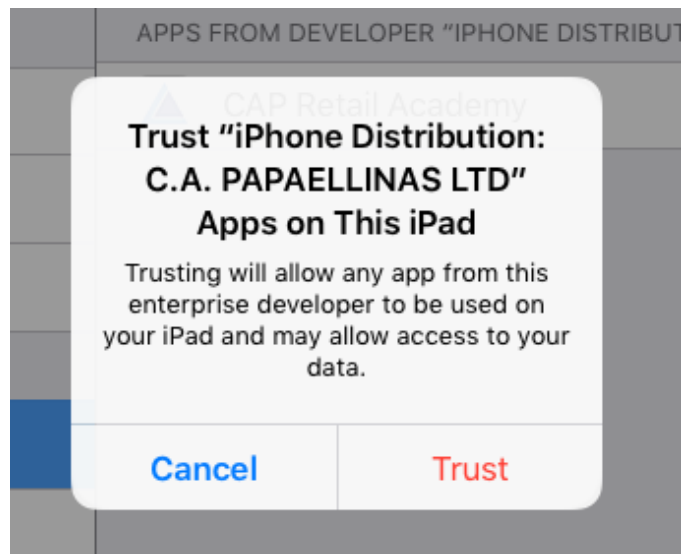 APPS FROM DEVELOPER “IPHONE DISTRIBUT
CAP Retail Academy
Trust “iPhone Distribution:
C.A. PAPAELLINAS LTD”
Apps on This iPad
Trusting will allow any app from this
enterprise developer to be used on
your iPad and may allow access to your
data.
Cancel
Trust